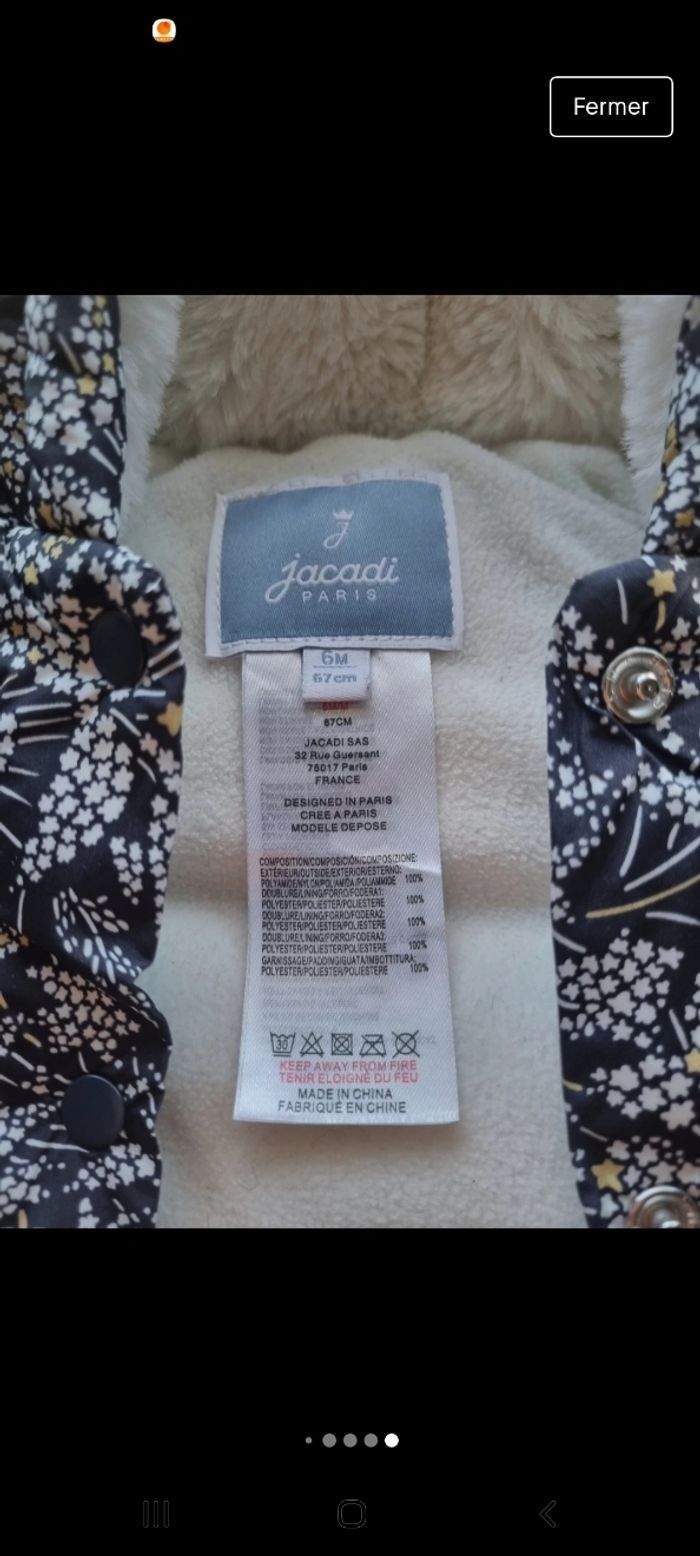 Fermer
J
jacadi
PARIS
6M
67cm
67CM
JACADI SAS
32 Rue Guersant
75017 Paris
FRANCE
DESIGNED IN PARIS
CREE A PARIS
MODELE DEPOSE
COMPOSITION/COMPOSICIÓN/COMPOSIZIONE:
EXTÉRIEUR/OUTSIDE/EXTERIOR/ESTERNO:
POLYAMIDE/NYLON/POLIAMIDA/POLIAMMIDE 100%
DOUBLURE/LINING/FORRO/FODERA1:
POLYESTER/POLIESTER/POLIESTERE 100%
DOUBLURE/LINING/FORRO/FODERA2:
POLYESTER/POLIESTER/POLIESTERE 100%
DOUBLURE/LINING/FORRO/FODERA3:
POLYESTER/POLIESTER/POLIESTERE 100%
GARNISSAGE/PADDING/GUATA/IMBOTTITURA:
POLYESTER/POLIESTER/POLIESTERE 100%
30
KEEP AWAY FROM FIRE
TENIR ELOIGNÉ DU FEU
MADE IN CHINA
FABRIQUÉ EN CHINE